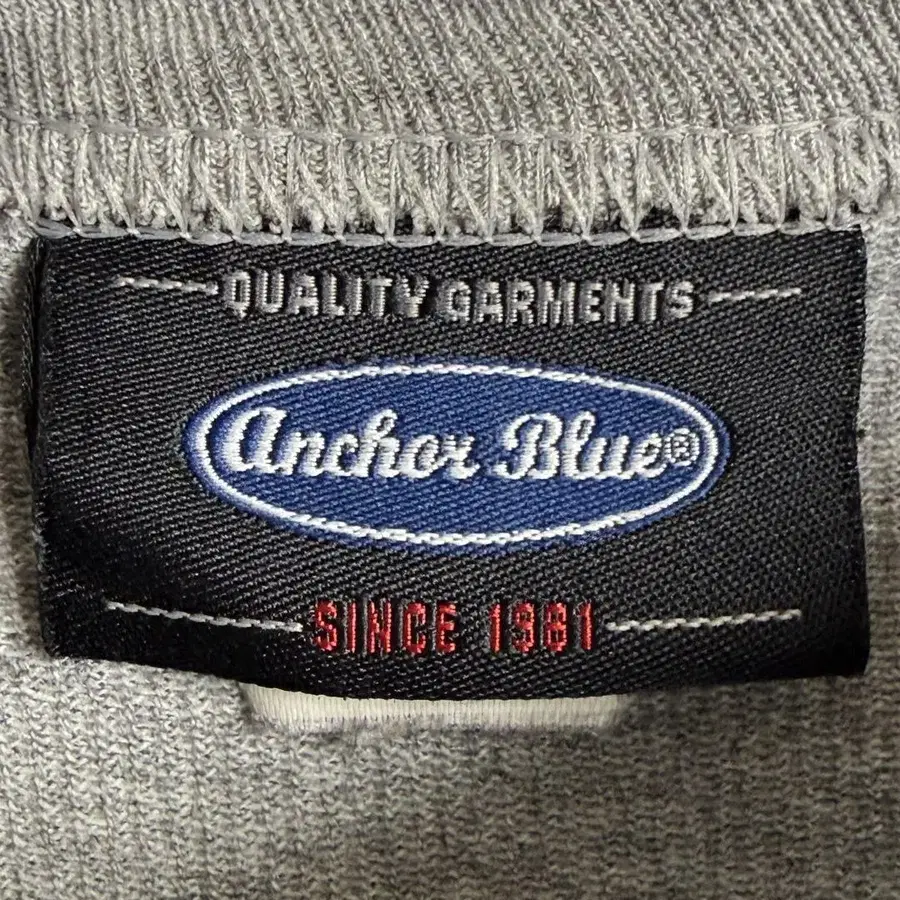 QUALITY GARMENTS
Anchor Blue®
SINCE 1981